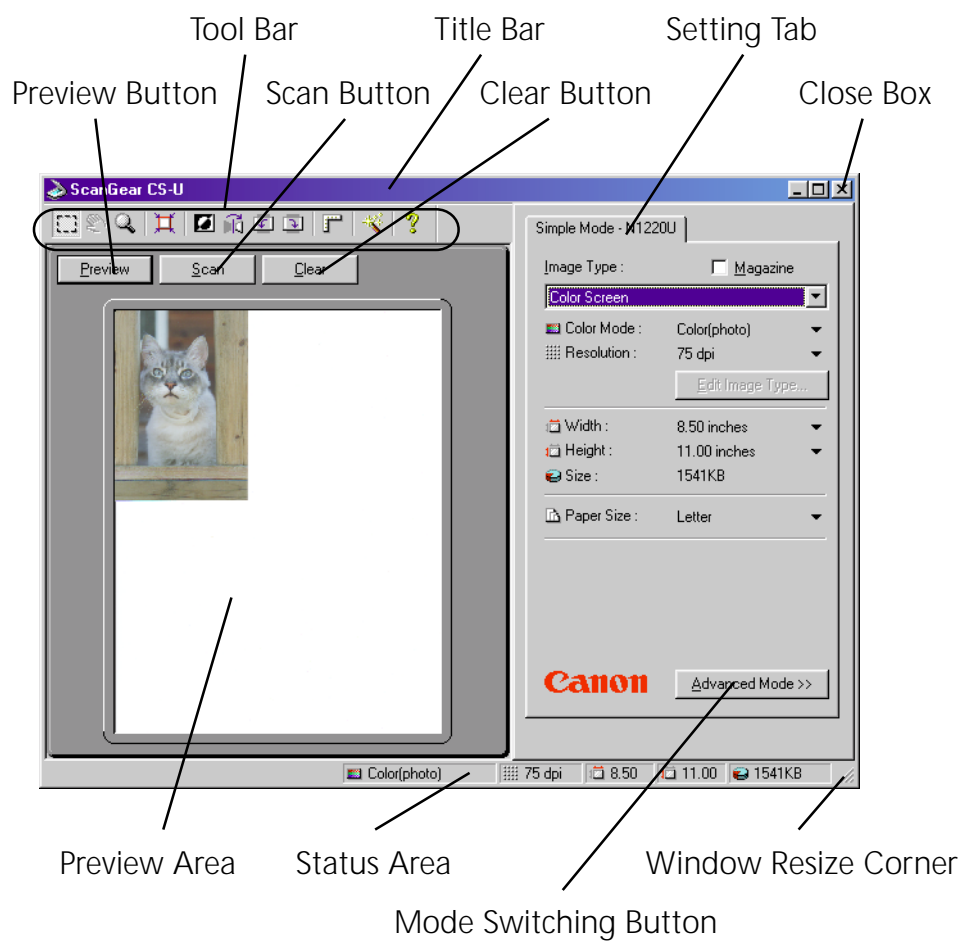 Tool Bar
Title Bar
Setting Tab
Preview Button
Scan Button
Clear Button
Close Box
ScanGear CS-U
Simple Mode - N1220U
Preview
Scan
Clear
Image Type :
Magazine
Color Screen
Color Mode :
Color(photo)
Resolution :
75 dpi
Edit Image Type...
Width :
8.50 inches
Height :
11.00 inches
Size :
1541KB
Paper Size :
Letter
Canon
Advanced Mode >>
Color(photo)
75 dpi
8.50
11.00
1541KB
Preview Area
Status Area
Window Resize Corner
Mode Switching Button